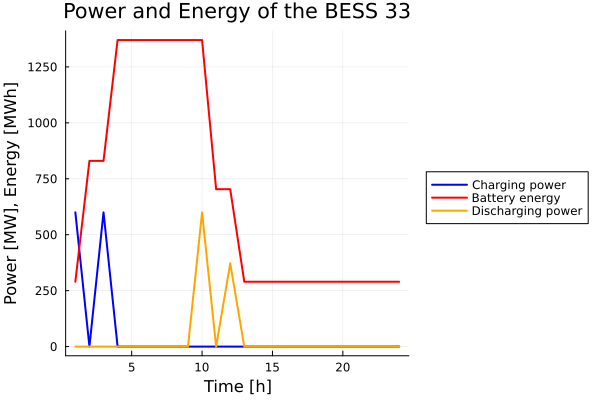 Power and Energy of the BESS 33
Power [MW], Energy [MWh]
1250
1000
750
500
250
0
5
10
15
20
Time [h]
Charging power
Battery energy
Discharging power